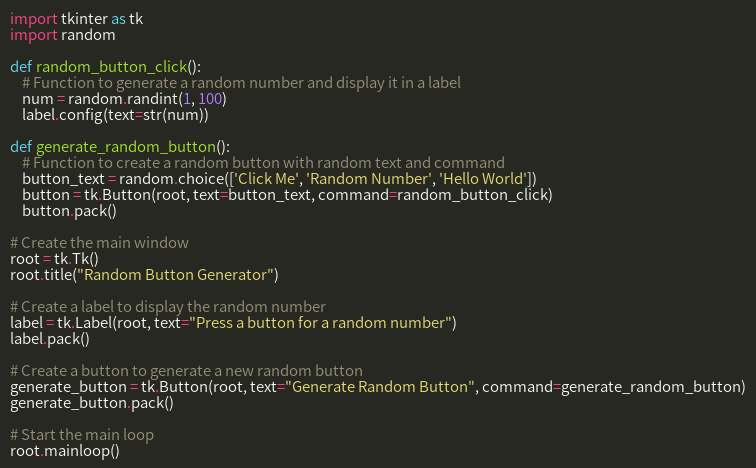 import tkinter as tk
import random

def random_button_click():
    # Function to generate a random number and display it in a label
    num = random.randint(1, 100)
    label.config(text=str(num))

def generate_random_button():
    # Function to create a random button with random text and command
    button_text = random.choice(['Click Me', 'Random Number', 'Hello World'])
    button = tk.Button(root, text=button_text, command=random_button_click)
    button.pack()

# Create the main window
root = tk.Tk()
root.title("Random Button Generator")

# Create a label to display the random number
label = tk.Label(root, text="Press a button for a random number")
label.pack()

# Create a button to generate a new random button
generate_button = tk.Button(root, text="Generate Random Button", command=generate_random_button)
generate_button.pack()

# Start the main loop
root.mainloop()